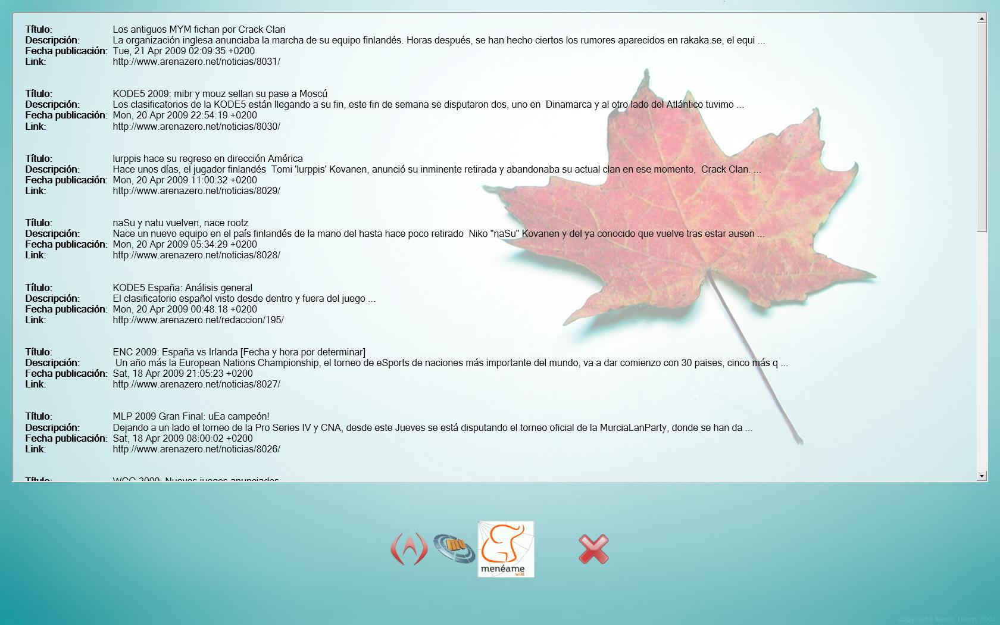 Título: Los antiguos MYM fichan por Crack Clan
Descripción: La organización inglesa anunciaba la marcha de su equipo finlandés. Horas después, se han hecho ciertos los rumores aparecidos en rakaka.se, el equi ...
Fecha publicación: Tue, 21 Apr 2009 02:09:35 +0200
Link: http://www.arenazero.net/noticias/8031/
Título: KODE5 2009: mibr y mouz sellan su pase a Moscú
Descripción: Los clasificatorios de la KODE5 están llegando a su fin, este fin de semana se disputaron dos, uno en  Dinamarca y al otro lado del Atlántico tuvimo ...
Fecha publicación: Mon, 20 Apr 2009 22:54:19 +0200
Link: http://www.arenazero.net/noticias/8030/
Título: lurppis hace su regreso en dirección América
Descripción: Hace unos días, el jugador finlandés  Tomi 'lurppis' Kovanen, anunció su inminente retirada y abandonaba su actual clan en ese momento,  Crack Clan. ...
Fecha publicación: Mon, 20 Apr 2009 11:00:32 +0200
Link: http://www.arenazero.net/noticias/8029/
Título: naSu y natu vuelven, nace rootz
Descripción: Nace un nuevo equipo en el país finlandés de la mano del hasta hace poco retirado  Niko "naSu" Kovanen y del ya conocido que vuelve tras estar ausen ...
Fecha publicación: Mon, 20 Apr 2009 05:34:29 +0200
Link: http://www.arenazero.net/noticias/8028/
Título: KODE5 España: Análisis general
Descripción: El clasificatorio español visto desde dentro y fuera del juego ...
Fecha publicación: Mon, 20 Apr 2009 00:48:18 +0200
Link: http://www.arenazero.net/redaccion/195/
Título: ENC 2009: España vs Irlanda [Fecha y hora por determinar]
Descripción: Un año más la European Nations Championship, el torneo de eSports de naciones más importante del mundo, va a dar comienzo con 30 paises, cinco más q ...
Fecha publicación: Sat, 18 Apr 2009 21:05:23 +0200
Link: http://www.arenazero.net/noticias/8027/
Título: MLP 2009 Gran Final: uEa campeón!
Descripción: Dejando a un lado el torneo de la Pro Series IV y CNA, desde este Jueves se está disputando el torneo oficial de la MurciaLanParty, donde se han da ...
Fecha publicación: Sat, 18 Apr 2009 08:00:02 +0200
Link: http://www.arenazero.net/noticias/8026/
Título: WCG 2009: Nuevos juegos anunciados
mu
menéame
wiki
copyright kevin thom 2002